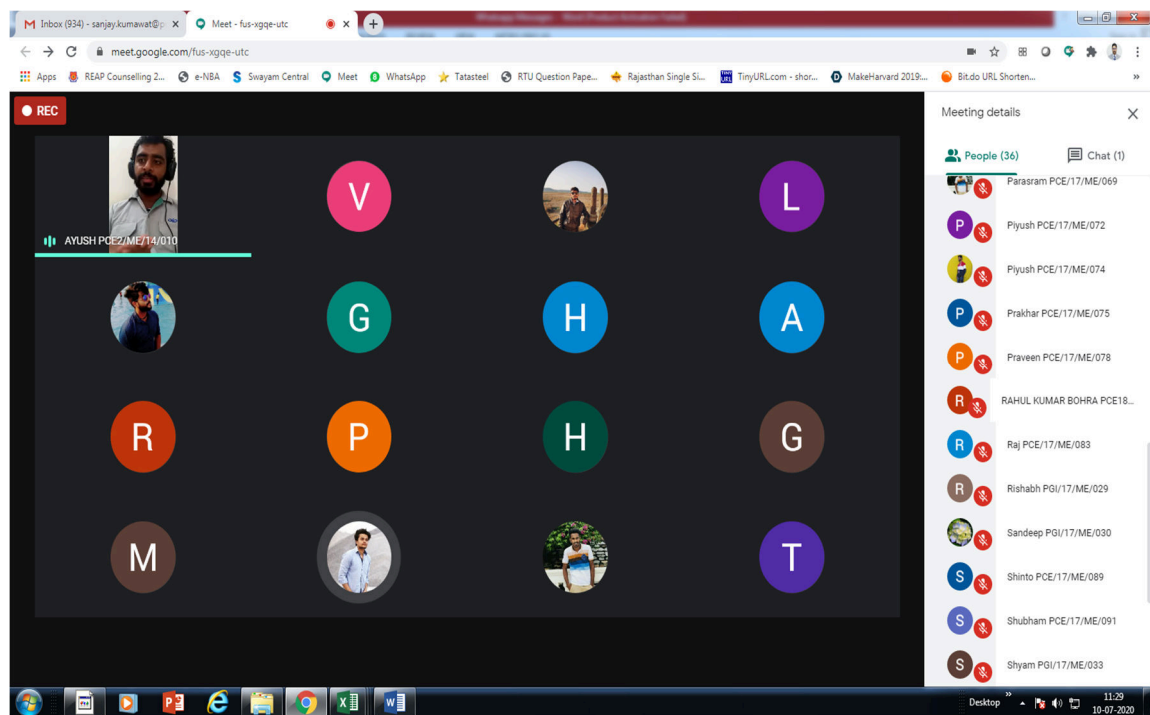 Inbox (934) - sanjay.kumawat@p
Meet - fus-xgqe-utc
meet.google.com/fus-xgqe-utc
Apps REAP Counselling 2... e-NBA Swayam Central Meet WhatsApp Tatasteel RTU Question Pape... Rajasthan Single Si... TinyURL.com - shor... MakeHarvard 2019:... Bit.do URL Shorten... »
REC
AYUSH PCE2/ME/14/010
V
L
G
H
A
R
P
H
G
M
T
Meeting details
People (36)
Chat (1)
Parasram PCE/17/ME/069
P Piyush PCE/17/ME/072
Piyush PCE/17/ME/074
P Prakhar PCE/17/ME/075
P Praveen PCE/17/ME/078
R RAHUL KUMAR BOHRA PCE18...
R Raj PCE/17/ME/083
R Rishabh PGI/17/ME/029
Sandeep PGI/17/ME/030
S Shinto PCE/17/ME/089
S Shubham PCE/17/ME/091
S Shyam PGI/17/ME/033
Desktop »
11:29
10-07-2020